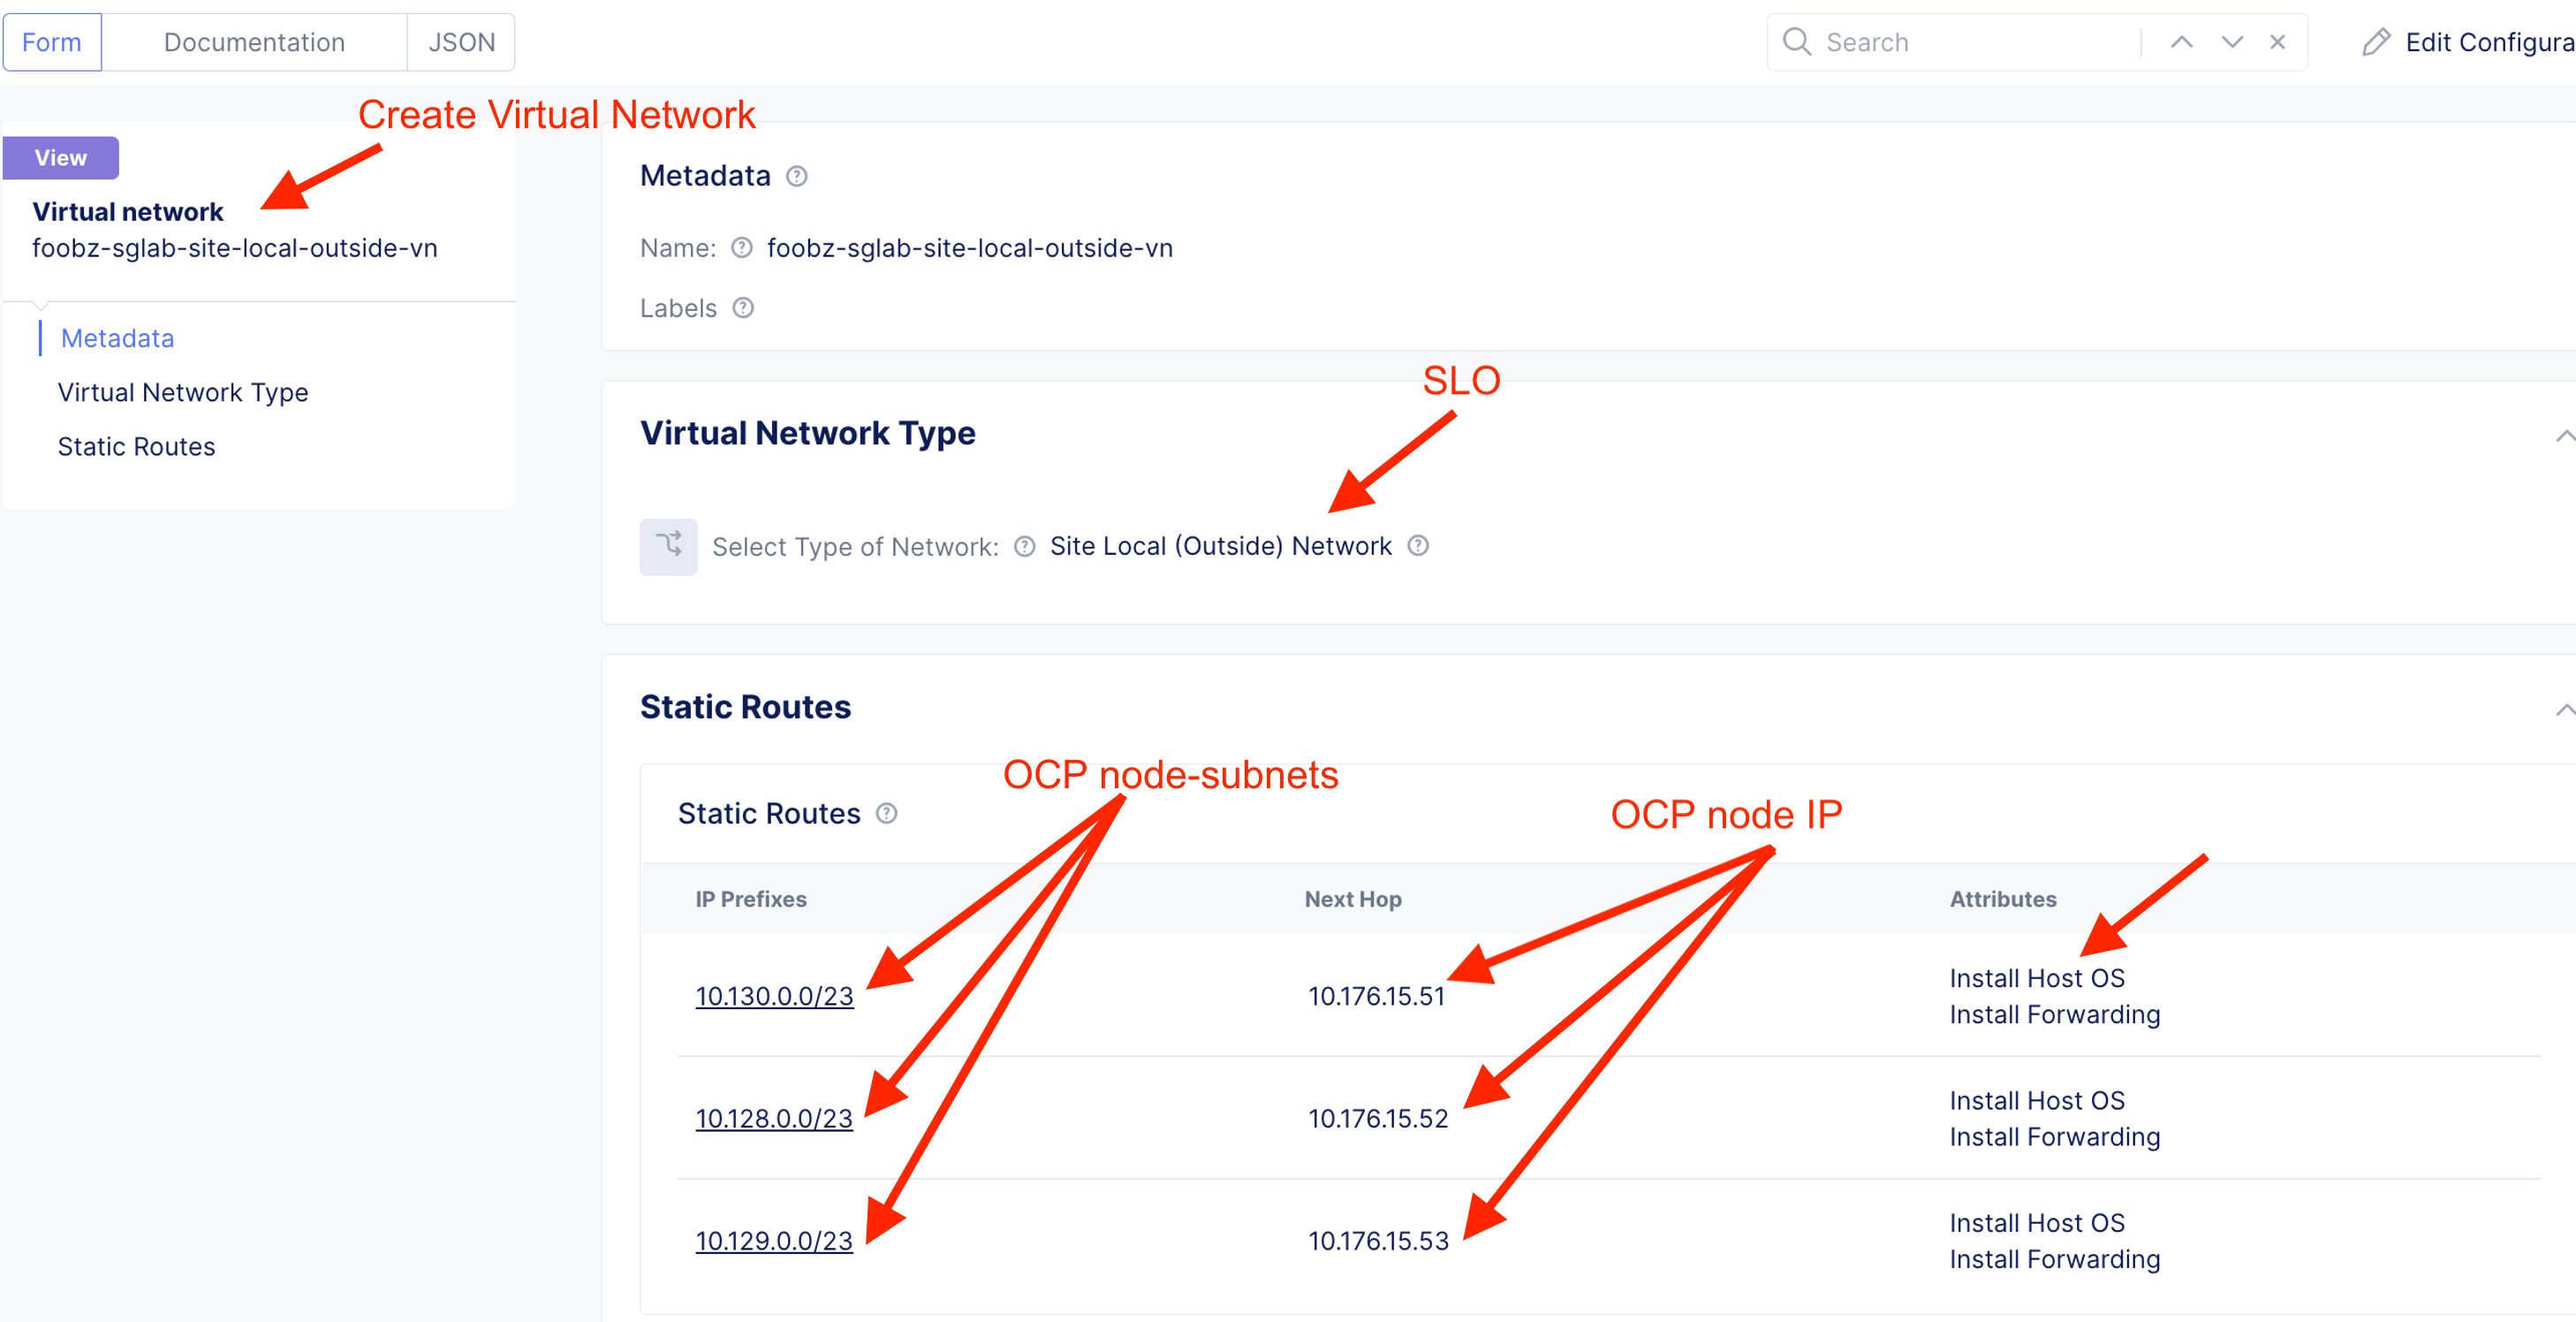 Form Documentation JSON Search Edit Configura
Create Virtual Network
View
Virtual network
foobz-sglab-site-local-outside-vn
Metadata
Virtual Network Type
Static Routes
Metadata
Name: foobz-sglab-site-local-outside-vn
Labels
SLO
Virtual Network Type
Select Type of Network: Site Local (Outside) Network
Static Routes
OCP node-subnets
OCP node IP
Static Routes
IP Prefixes Next Hop Attributes
10.130.0.0/23 10.176.15.51 Install Host OS
Install Forwarding
10.128.0.0/23 10.176.15.52 Install Host OS
Install Forwarding
10.129.0.0/23 10.176.15.53 Install Host OS
Install Forwarding